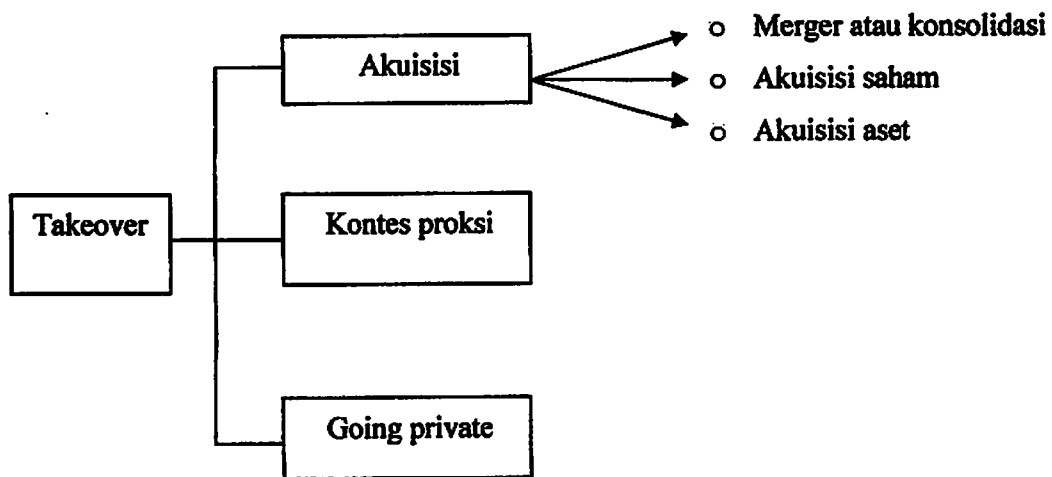 Akuisisi
o Merger atau konsolidasi
o Akuisisi saham
o Akuisisi aset
Takeover
Kontes proksi
Going private